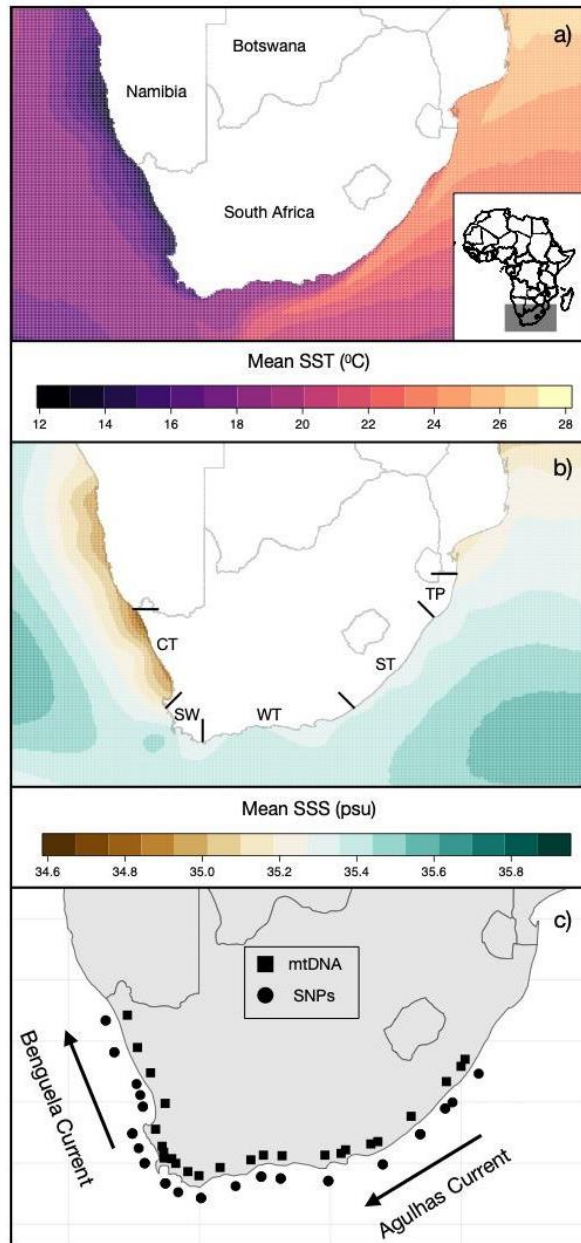 a)
Botswana
Namibia
South Africa
Mean SST (⁰C)
12 14 16 18 20 22 24 26 28
b)
TP
CT
ST
SW WT
Mean SSS (psu)
34.6 34.8 35.0 35.2 35.4 35.6 35.8
c)
mtDNA
SNPs
Benguela Current
Agulhas Current